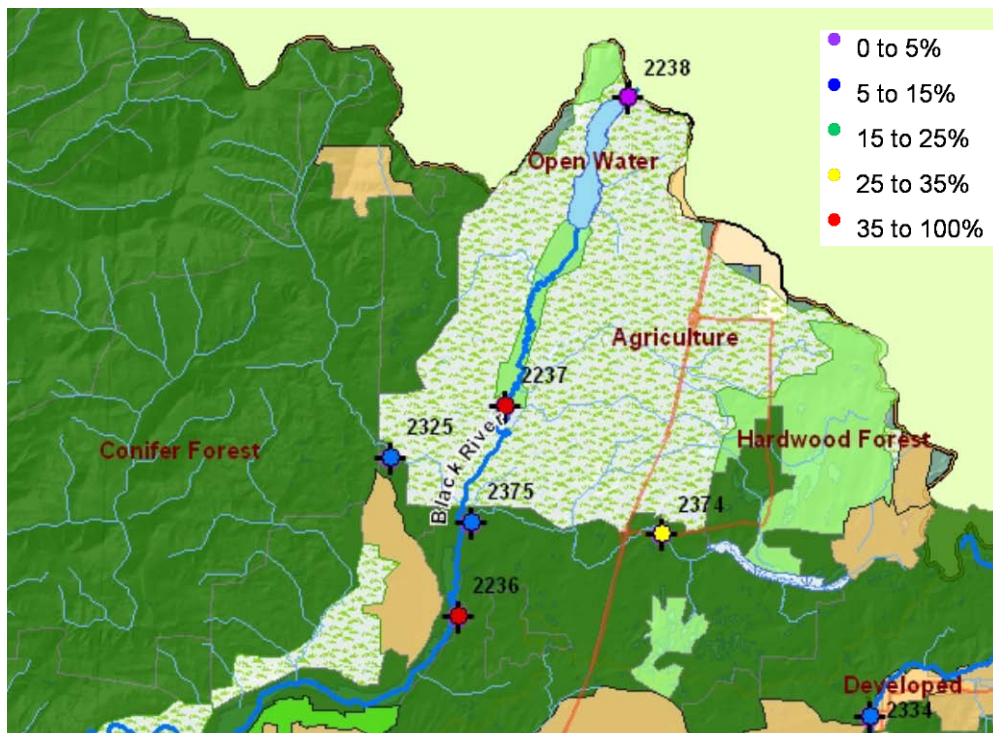 2238
0 to 5%
5 to 15%
15 to 25%
25 to 35%
35 to 100%
Open Water
Agriculture
2237
2325
Conifer Forest
Hardwood Forest
Black River
2375
2374
2236
Developed
2334